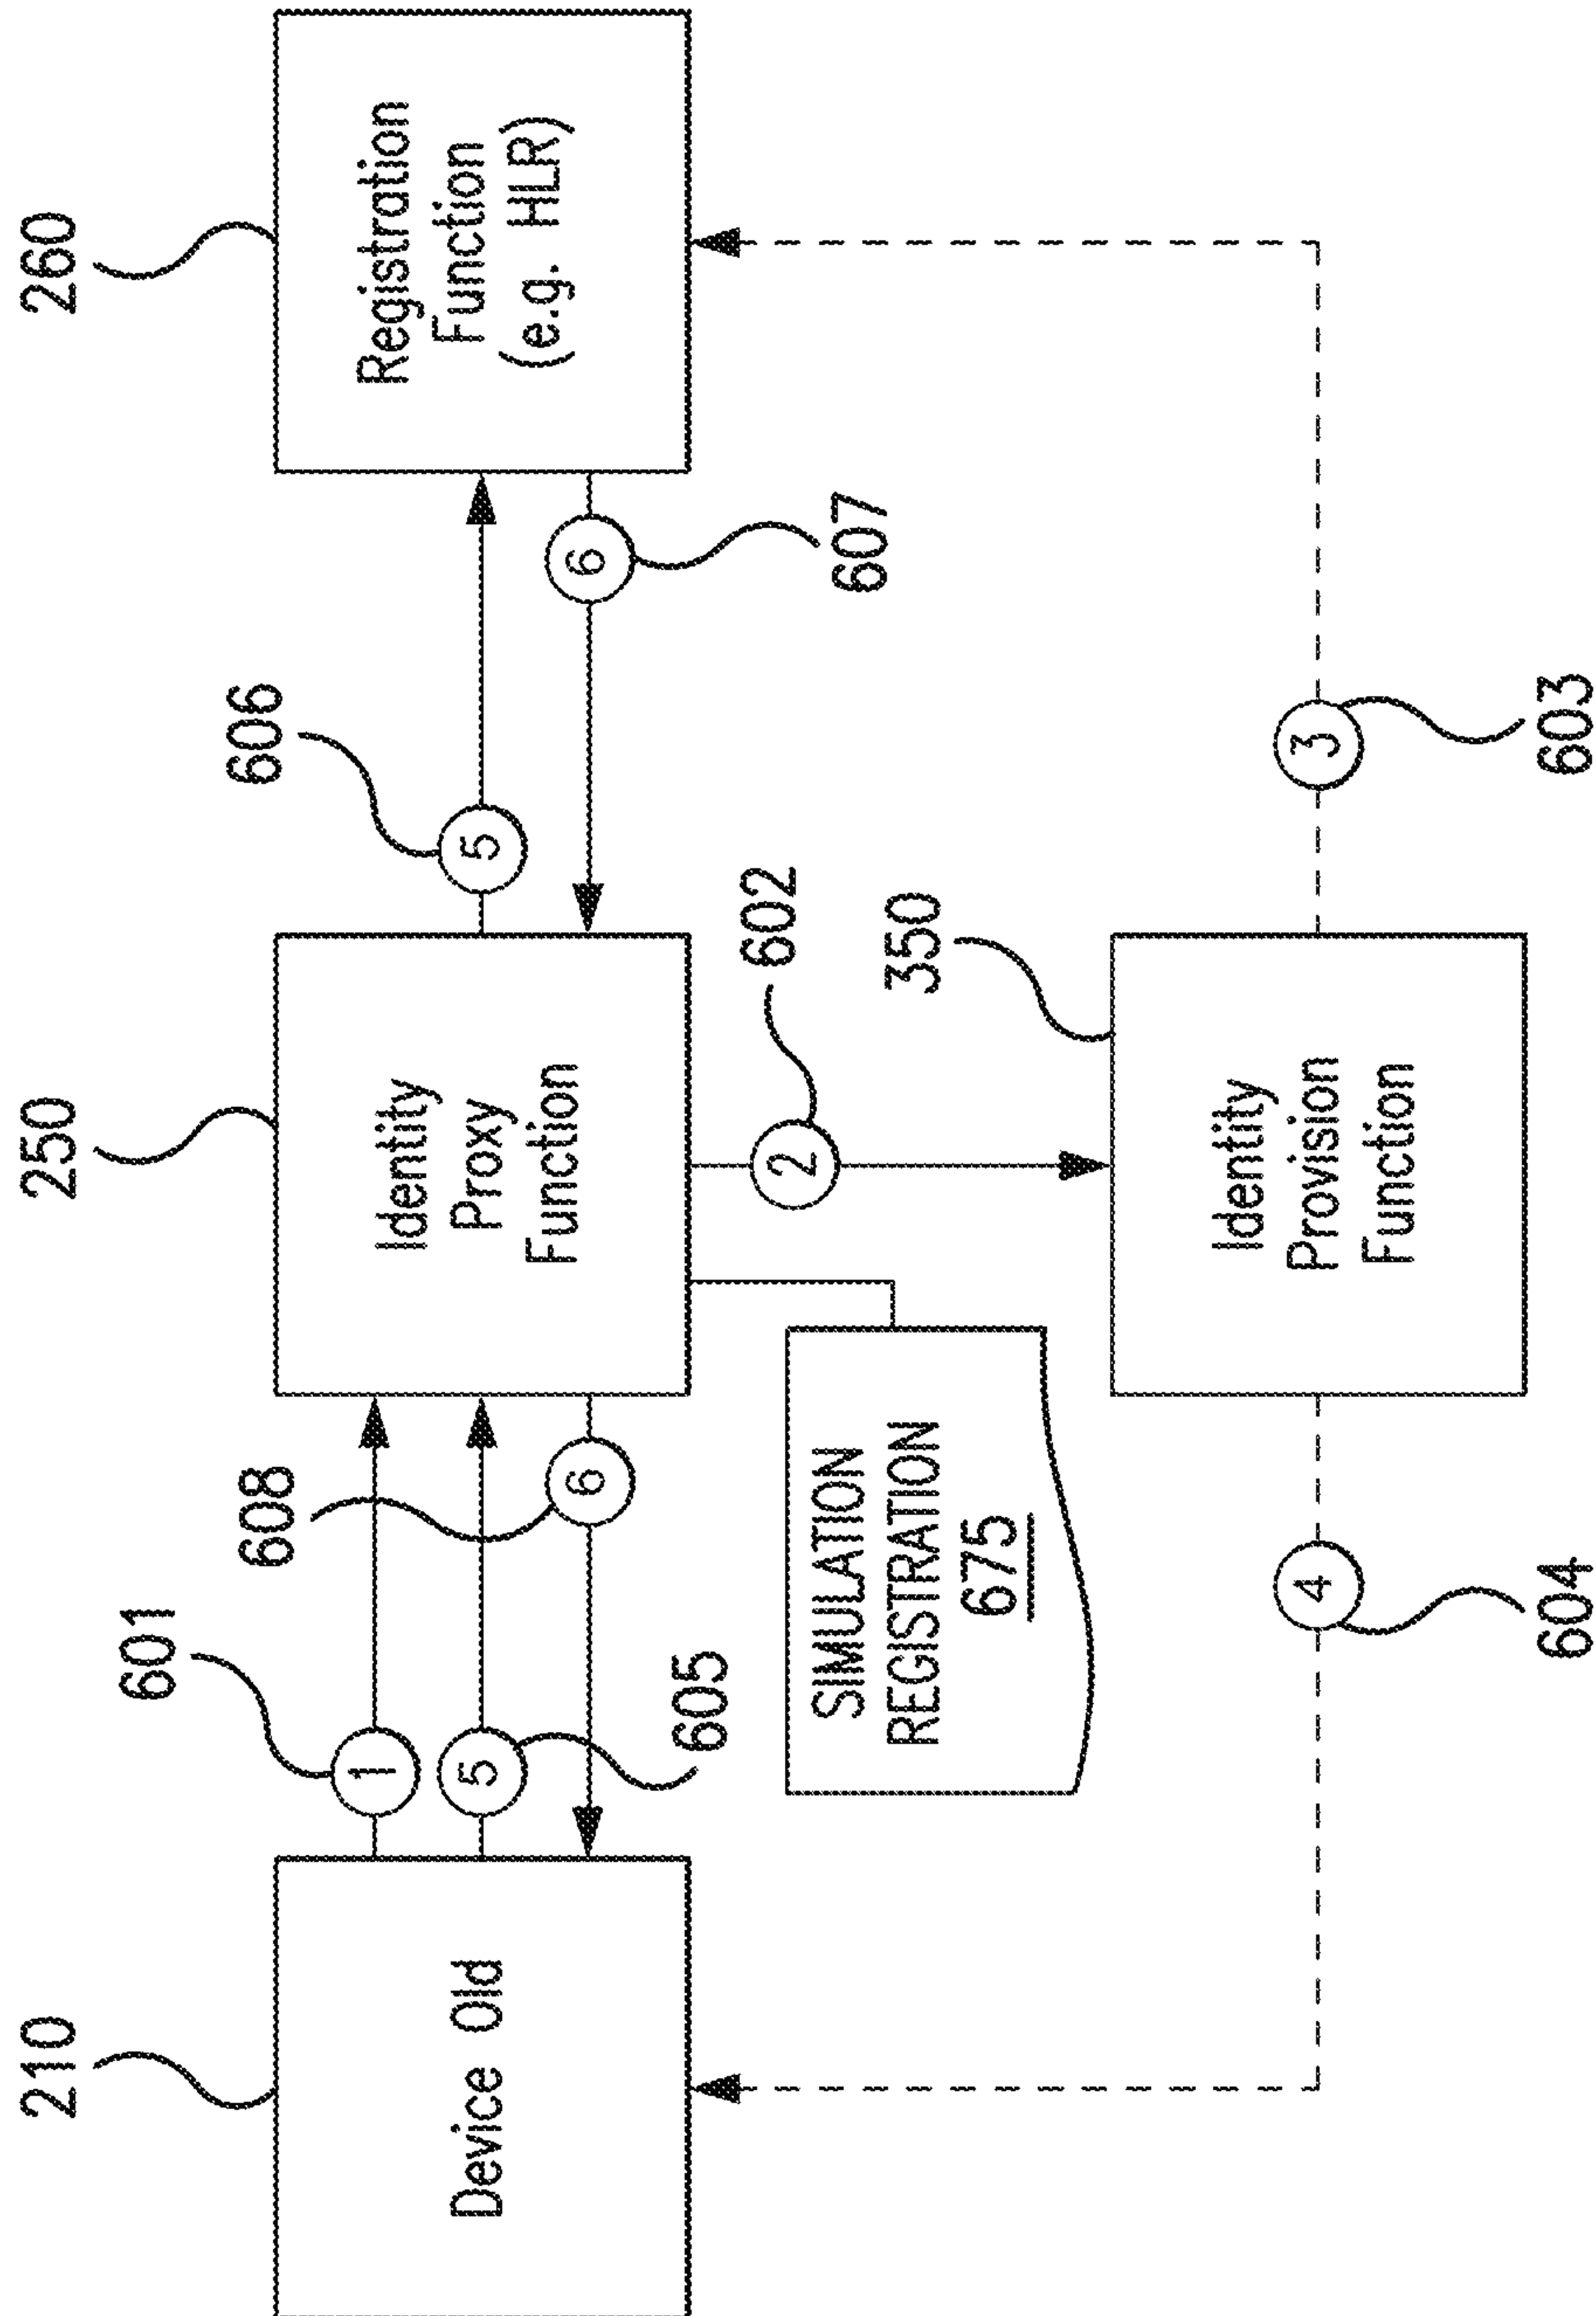 210
250
260
Device Old
Identity
Proxy
Function
Registration
Function
(e.g. HLR)
601
1
5
605
608
6
606
5
6
607
2
602
SIMULATION
REGISTRATION
675
350
Identity
Provision
Function
4
604
3
603